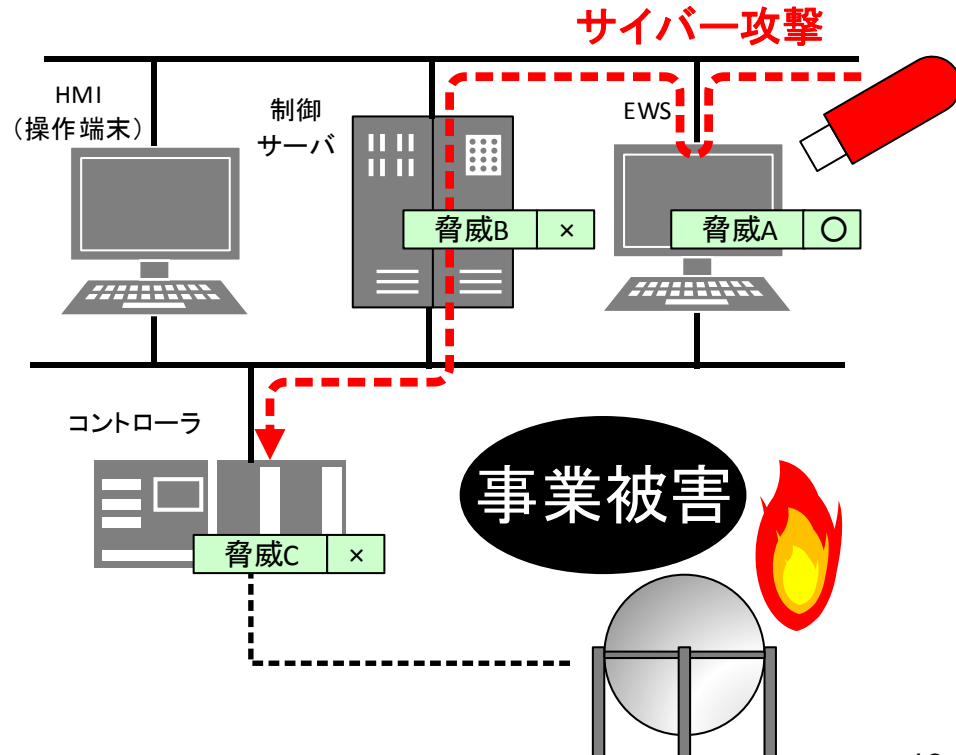 サイバー攻撃
HMI
（操作端末）
制御
サーバ
EWS
脅威B ×
脅威A ○
コントローラ
事業被害
脅威C ×